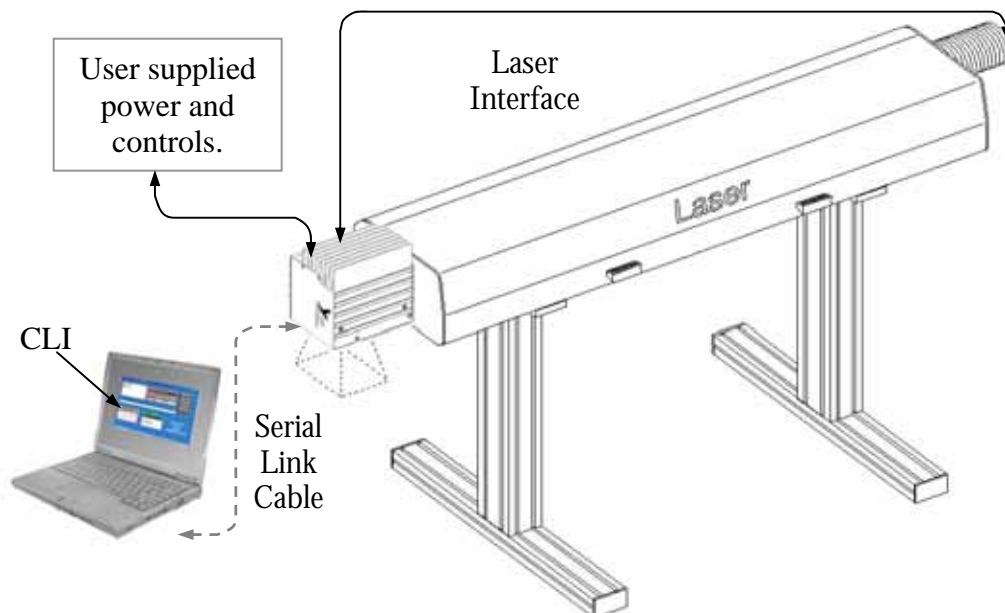 User supplied
power and
controls.
Laser
Interface
Laser
CLI
Serial
Link
Cable